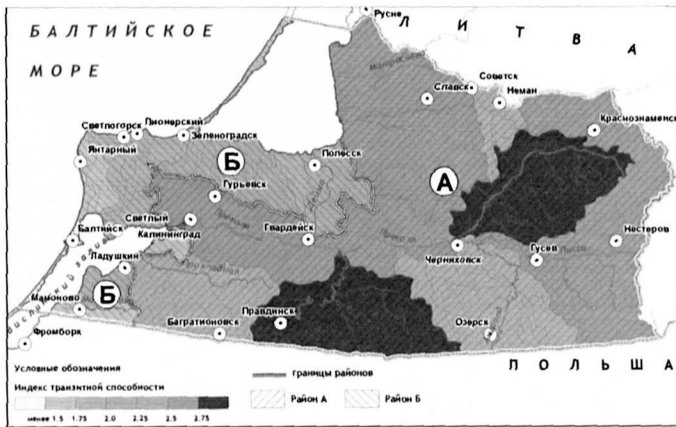 БАЛТИЙСКОЕ
МОРЕ
Л И Т В А
Русне
Советск
Славск
Неман
Краснознаменск
Пионерский
Светлогорск
Зеленоградск
Янтарный
Б
Полесск
А
Гурьевск
Светлый
Балтийск
Калининград
Гвардейск
Нестеров
Гусев
Черняховск
Ладушкин
Б
Мамоново
Правдинск
Багратионовск
Озёрск
Фромборк
П О Л Ь Ш А
Условные обозначения
Индекс транзитной способности
менее 1.5 1.75 2.0 2.25 2.5 2.75
границы районов
Район А
Район Б